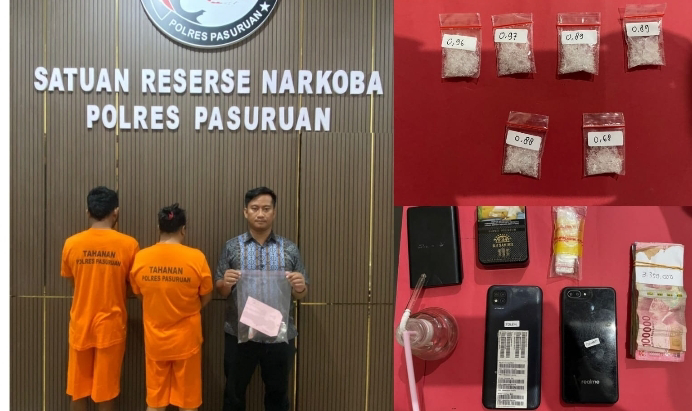 POLRES PASURUAN
SATUAN RESERSE NARKOBA
POLRES PASURUAN
TAHANAN
POLRES PASURUAN
TAHANAN
POLRES PASURUAN
0,96
0.97
0.89
0.89
0.88
0.68
100000
realme